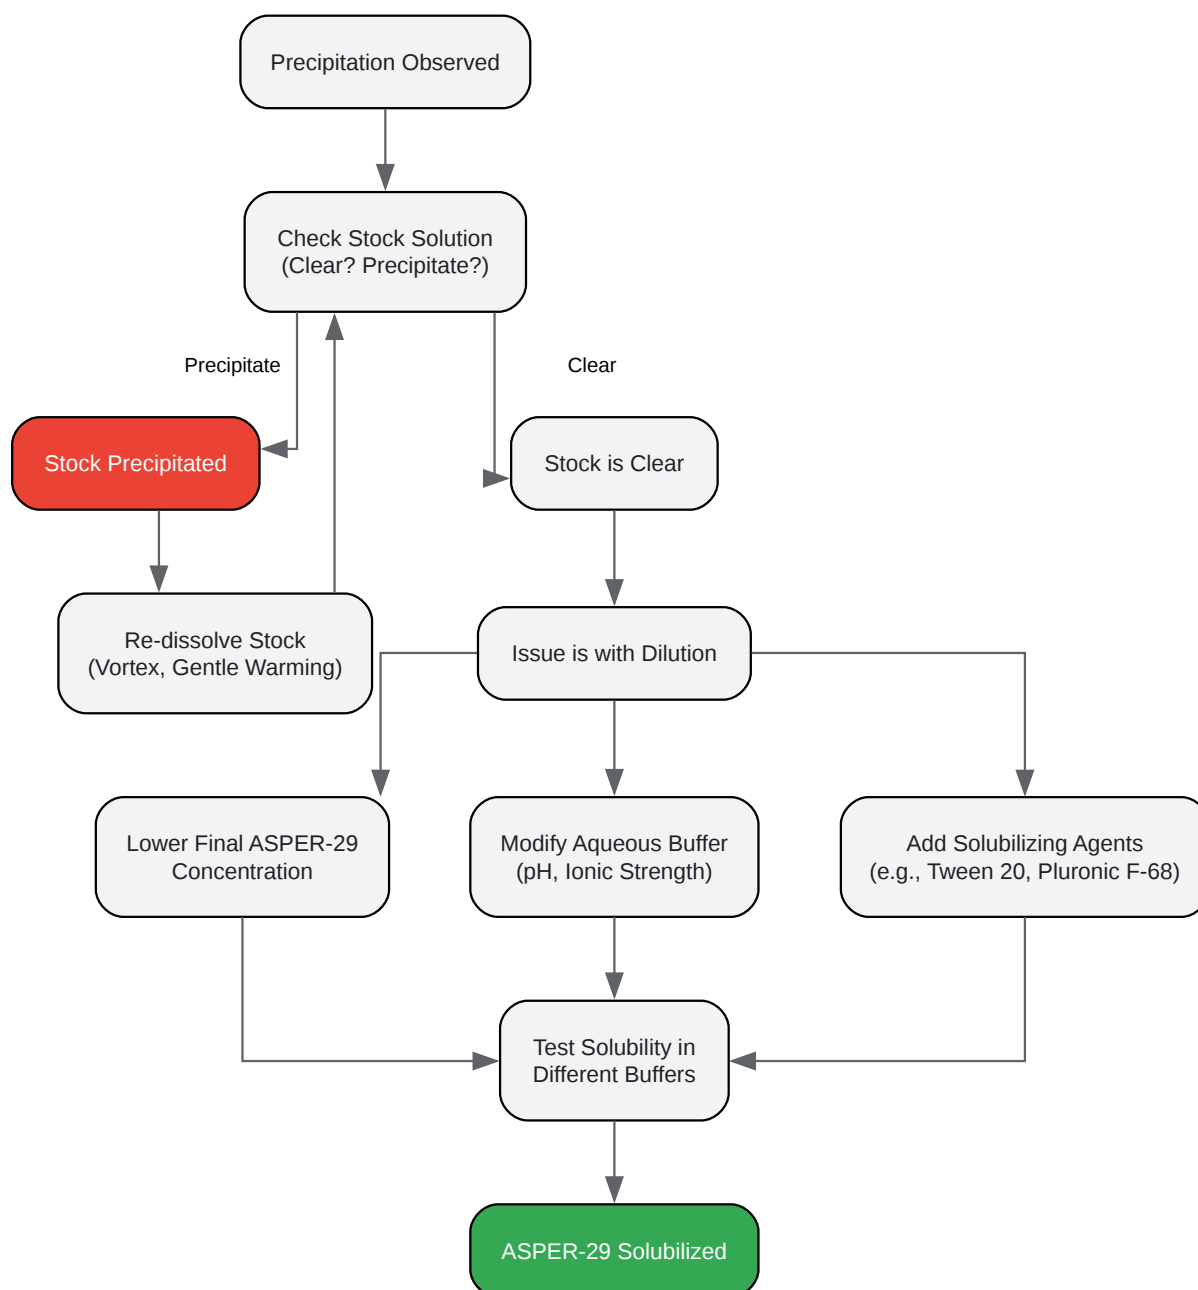 Precipitation Observed
Check Stock Solution
(Clear? Precipitate?)
Precipitate
Clear
Stock Precipitated
Stock is Clear
Re-dissolve Stock
(Vortex, Gentle Warming)
Issue is with Dilution
Lower Final ASPER-29
Concentration
Modify Aqueous Buffer
(pH, Ionic Strength)
Add Solubilizing Agents
(e.g., Tween 20, Pluronic F-68)
Test Solubility in
Different Buffers
ASPER-29 Solubilized